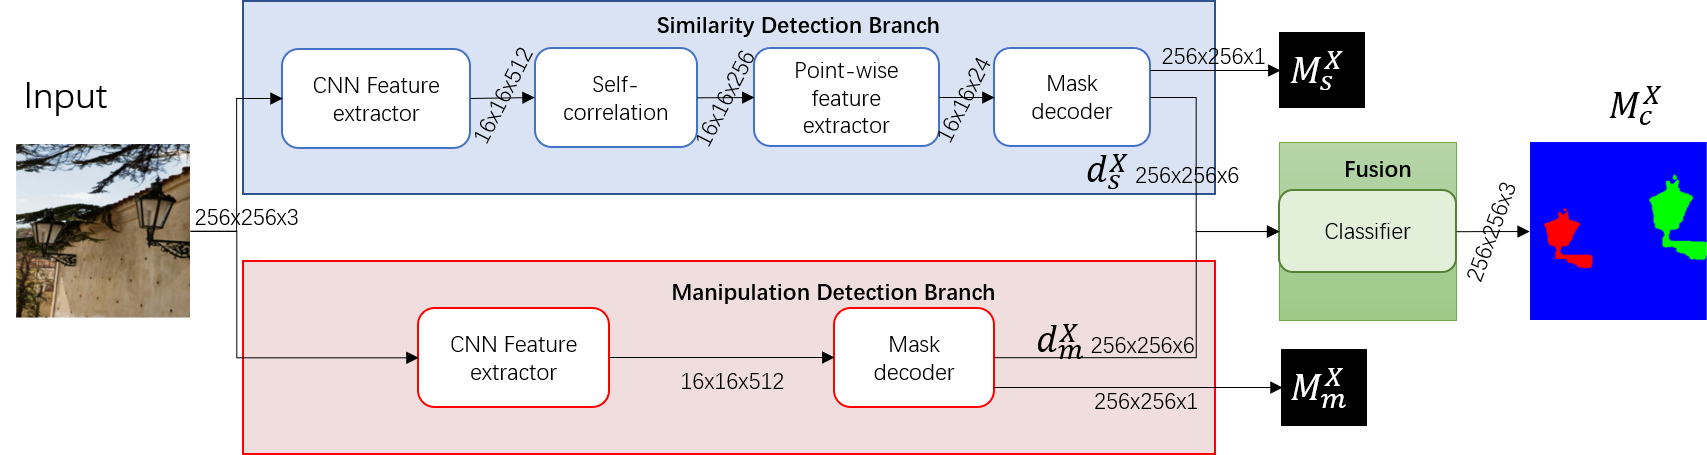 Input
256x256x3
Similarity Detection Branch
CNN Feature
extractor
16x16x512
Self-
correlation
16x16x256
Point-wise
feature
extractor
16x16x24
Mask
decoder
256x256x1
M_s^X
d_s^X 256x256x6
Manipulation Detection Branch
CNN Feature
extractor
16x16x512
Mask
decoder
d_m^X 256x256x6
256x256x1
M_m^X
Fusion
Classifier
256x256x3
M_c^X